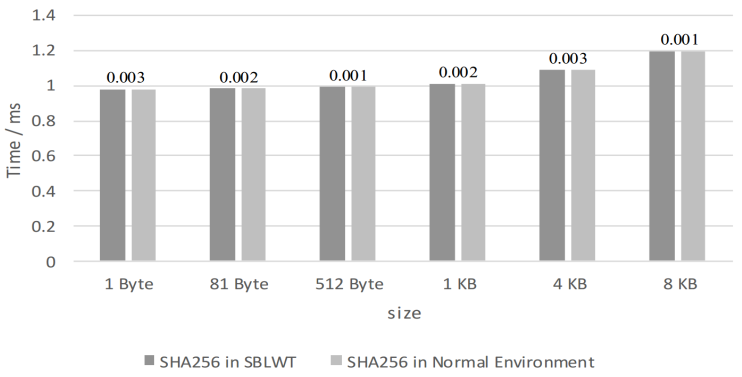 1.4
1.2
1
0.8
0.6
0.4
0.2
0
Time / ms
0.003
0.002
0.001
0.002
0.003
0.001
1 Byte
81 Byte
512 Byte
1 KB
4 KB
8 KB
size
SHA256 in SBLWT
SHA256 in Normal Environment